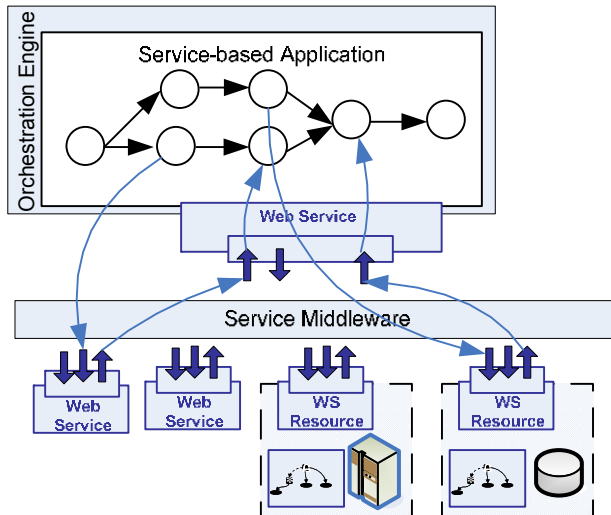 Orchestration Engine
Service-based Application
Web Service
Service Middleware
Web
Service
Web
Service
WS
Resource
WS
Resource